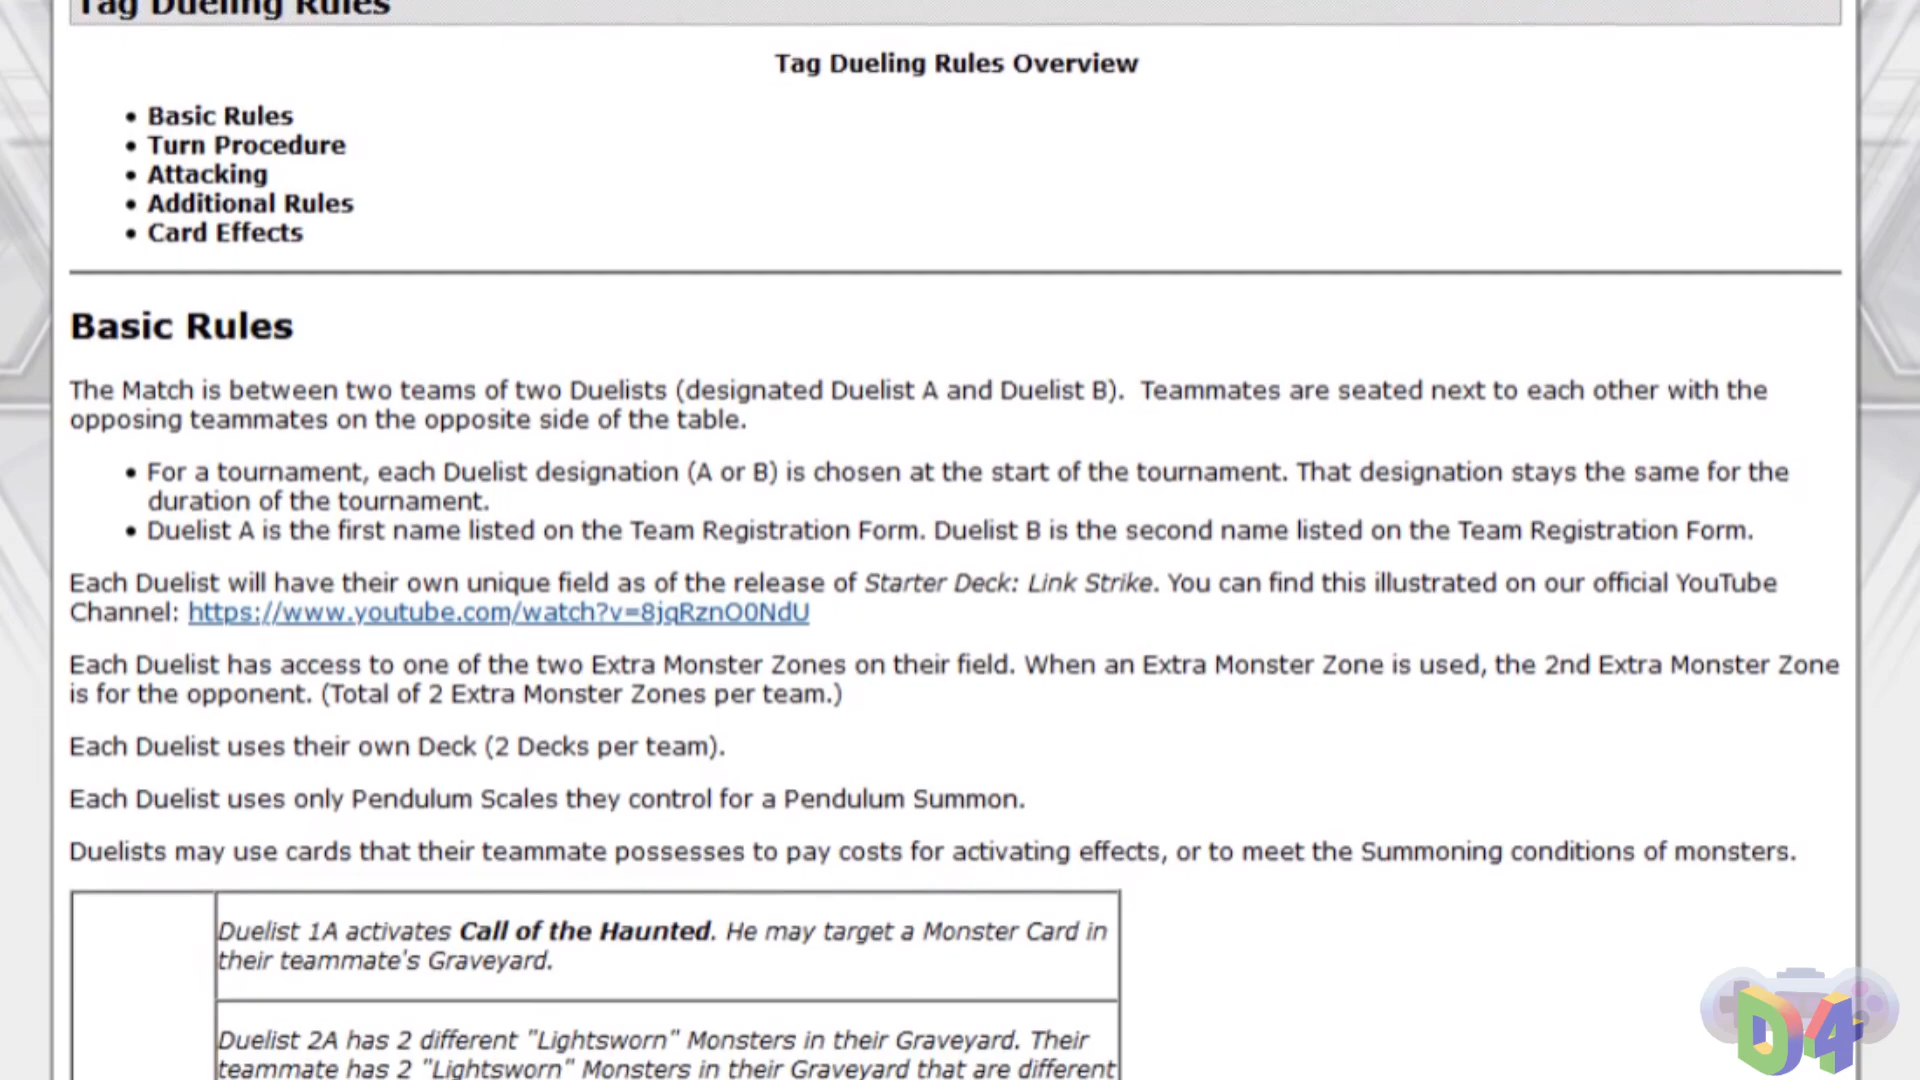 Tag Dueling Rules
Tag Dueling Rules Overview
• Basic Rules
• Turn Procedure
• Attacking
• Additional Rules
• Card Effects
Basic Rules
The Match is between two teams of two Duelists (designated Duelist A and Duelist B).  Teammates are seated next to each other with the
opposing teammates on the opposite side of the table.
• For a tournament, each Duelist designation (A or B) is chosen at the start of the tournament. That designation stays the same for the
duration of the tournament.
• Duelist A is the first name listed on the Team Registration Form. Duelist B is the second name listed on the Team Registration Form.
Each Duelist will have their own unique field as of the release of Starter Deck: Link Strike. You can find this illustrated on our official YouTube
Channel: https://www.youtube.com/watch?v=8jqRznO0NdU
Each Duelist has access to one of the two Extra Monster Zones on their field. When an Extra Monster Zone is used, the 2nd Extra Monster Zone
is for the opponent. (Total of 2 Extra Monster Zones per team.)
Each Duelist uses their own Deck (2 Decks per team).
Each Duelist uses only Pendulum Scales they control for a Pendulum Summon.
Duelists may use cards that their teammate possesses to pay costs for activating effects, or to meet the Summoning conditions of monsters.
Duelist 1A activates Call of the Haunted. He may target a Monster Card in
their teammate's Graveyard.
Duelist 2A has 2 different "Lightsworn" Monsters in their Graveyard. Their
teammate has 2 "Lightsworn" Monsters in their Graveyard that are different
D4